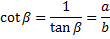 cot β = 1/tan β = a/b